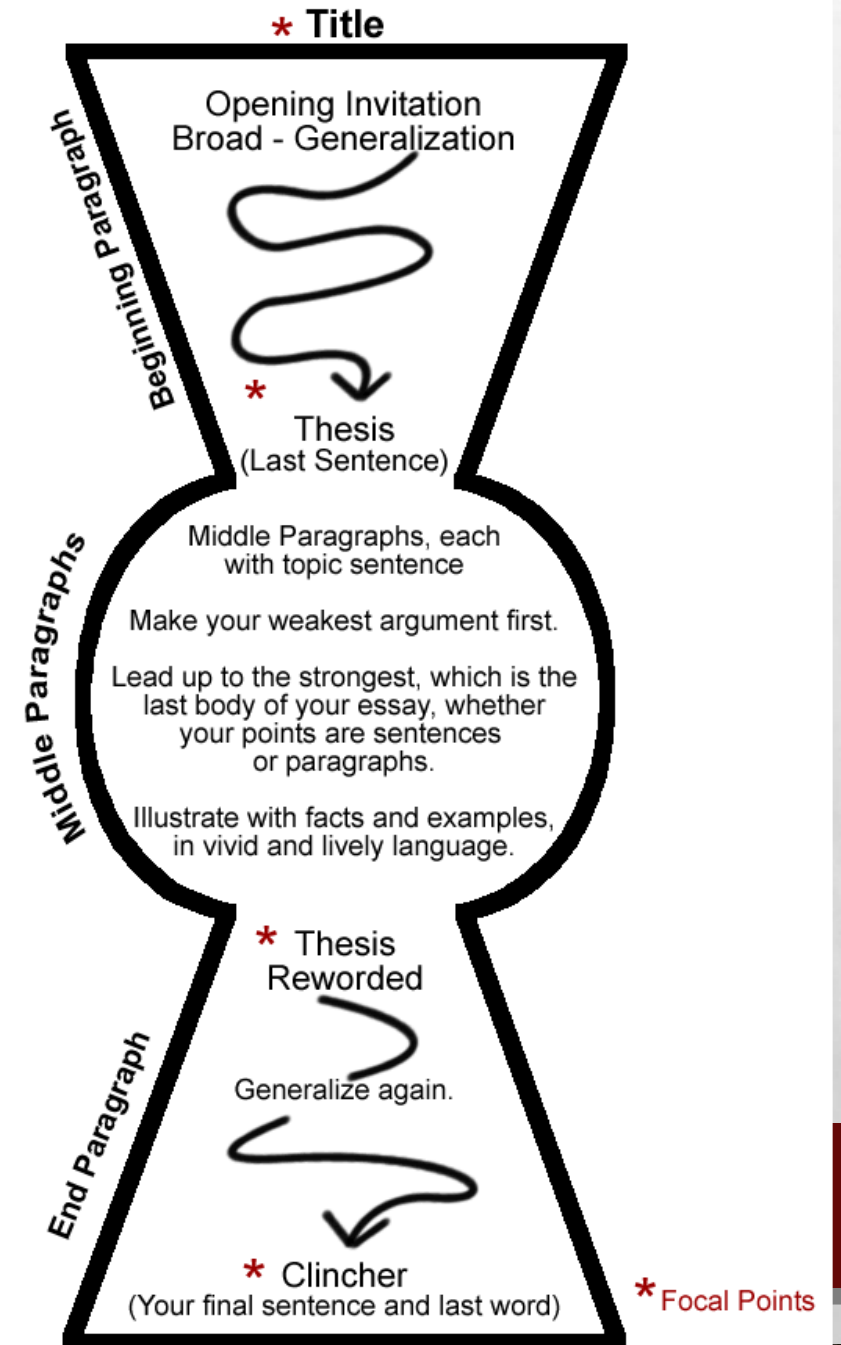 * Title
Opening Invitation
Broad - Generalization
Beginning Paragraph
*
Thesis
(Last Sentence)
Middle Paragraphs
Middle Paragraphs, each
with topic sentence
Make your weakest argument first.
Lead up to the strongest, which is the
last body of your essay, whether
your points are sentences
or paragraphs.
Illustrate with facts and examples,
in vivid and lively language.
* Thesis
Reworded
End Paragraph
Generalize again.
* Clincher
(Your final sentence and last word)
* Focal Points